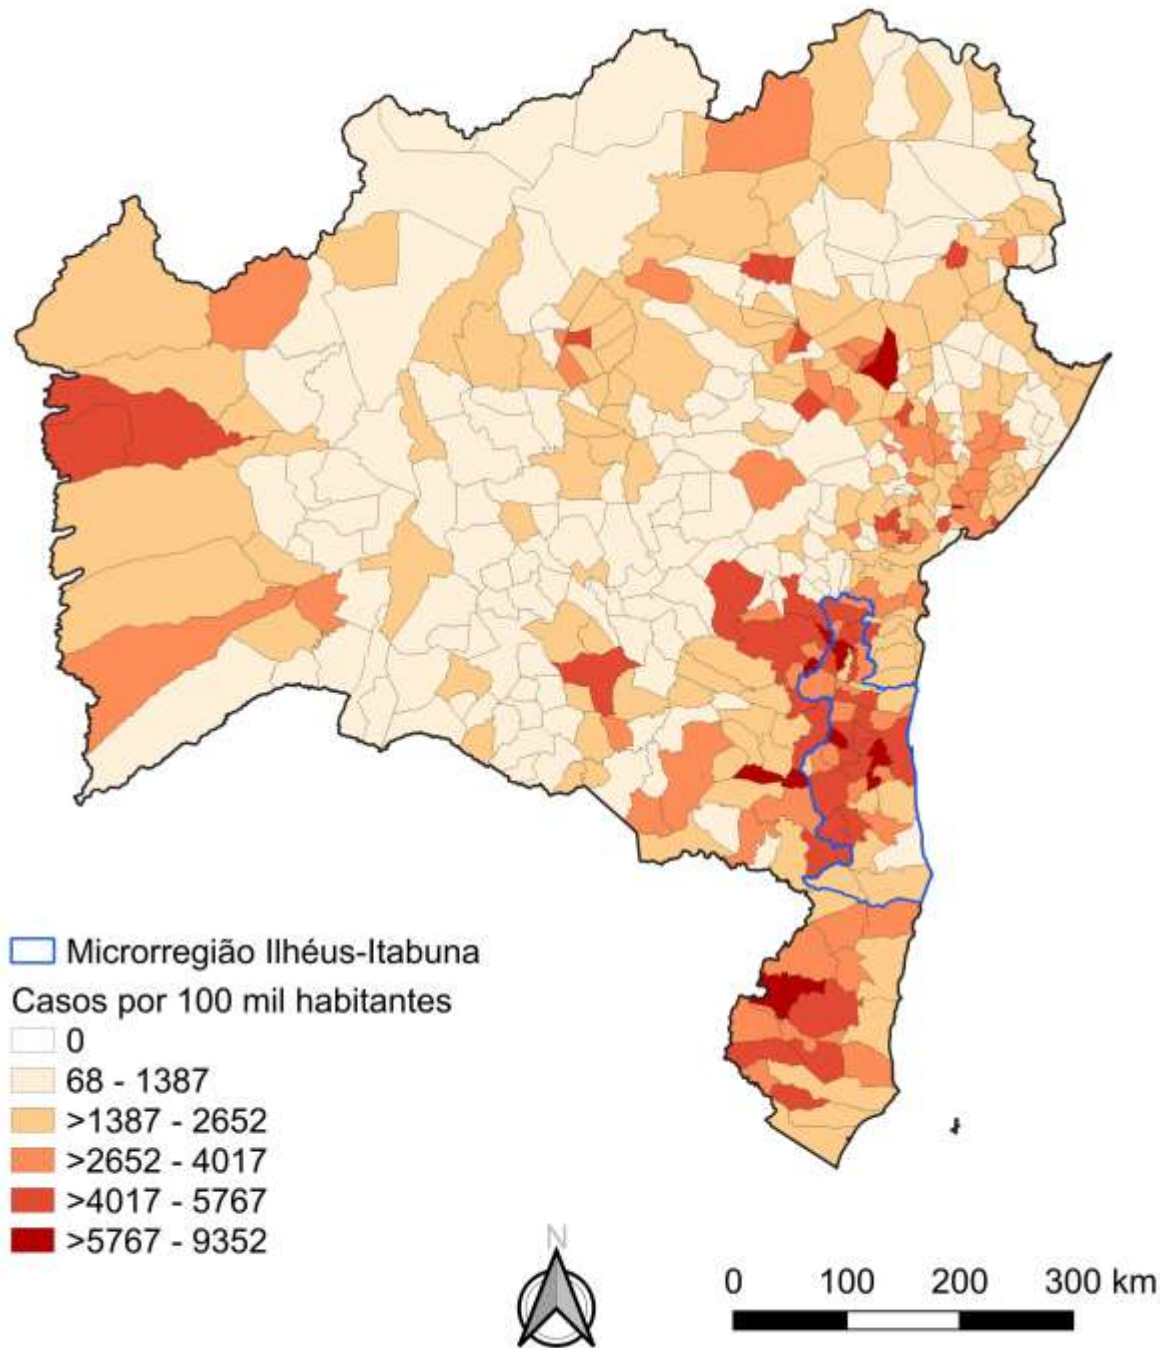 Microrregião Ilhéus-Itabuna
Casos por 100 mil habitantes
0
68 - 1387
>1387 - 2652
>2652 - 4017
>4017 - 5767
>5767 - 9352
N
0 100 200 300 km